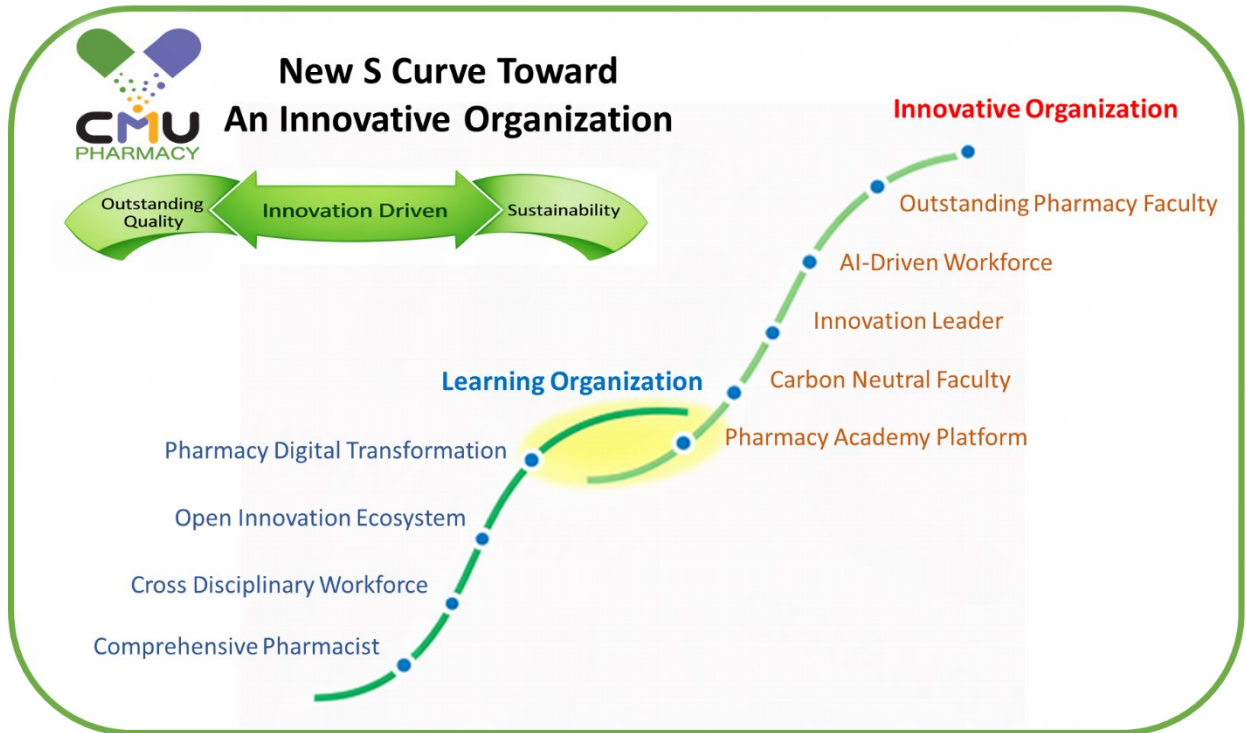 New S Curve Toward
An Innovative Organization
CMU
PHARMACY
Outstanding
Quality
Innovation Driven
Sustainability
Innovative Organization
Outstanding Pharmacy Faculty
AI-Driven Workforce
Innovation Leader
Carbon Neutral Faculty
Pharmacy Academy Platform
Learning Organization
Pharmacy Digital Transformation
Open Innovation Ecosystem
Cross Disciplinary Workforce
Comprehensive Pharmacist